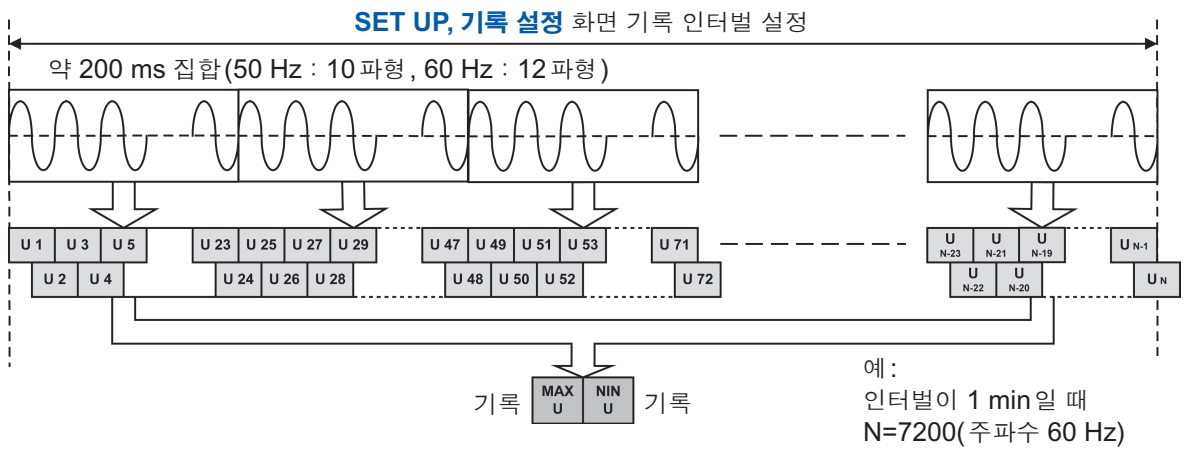 SET UP, 기록 설정 화면 기록 인터벌 설정
약 200 ms 집합(50 Hz : 10 파형, 60 Hz : 12 파형)
U 1 U 3 U 5 U 23 U 25 U 27 U 29 U 47 U 49 U 51 U 53 U 71 U N-23 U N-21 U N-19 U N-1
U 2 U 4 U 24 U 26 U 28 U 48 U 50 U 52 U 72 U N-22 U N-20 U N
기록 MAX U NIN U 기록
예:
인터벌이 1 min일 때
N=7200(주파수 60 Hz)